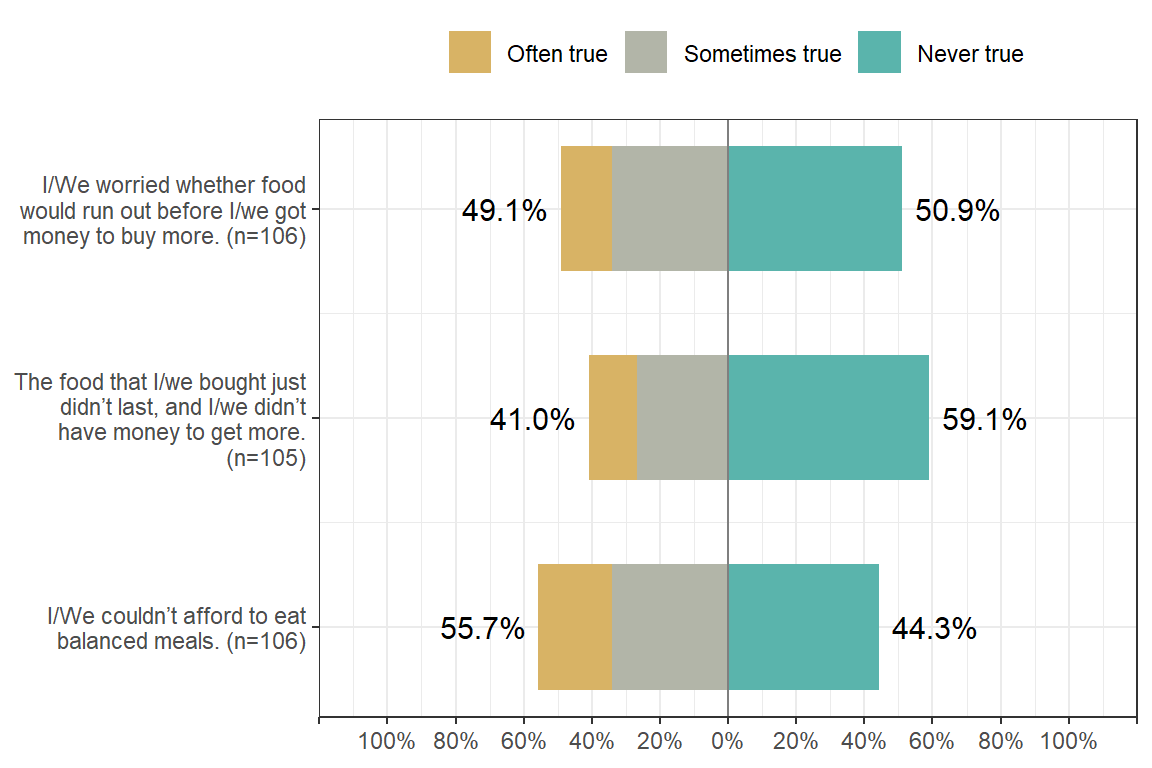 Often true Sometimes true Never true
I/We worried whether food
would run out before I/we got
money to buy more. (n=106)
49.1% 50.9%
The food that I/we bought just
didn’t last, and I/we didn’t
have money to get more.
(n=105)
41.0% 59.1%
I/We couldn’t afford to eat
balanced meals. (n=106)
55.7% 44.3%
100% 80% 60% 40% 20% 0% 20% 40% 60% 80% 100%